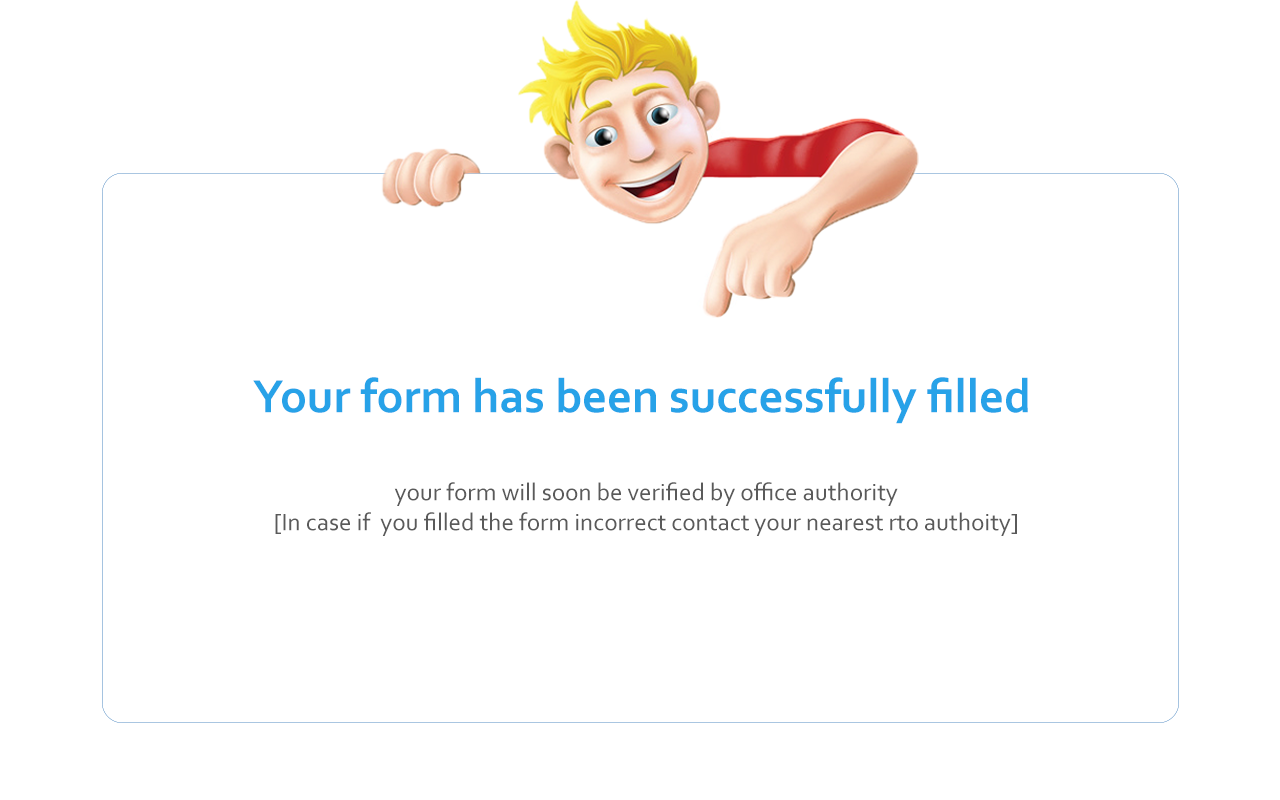 Your form has been successfully filled
your form will soon be verified by office authority
[In case if  you filled the form incorrect contact your nearest rto authoity]